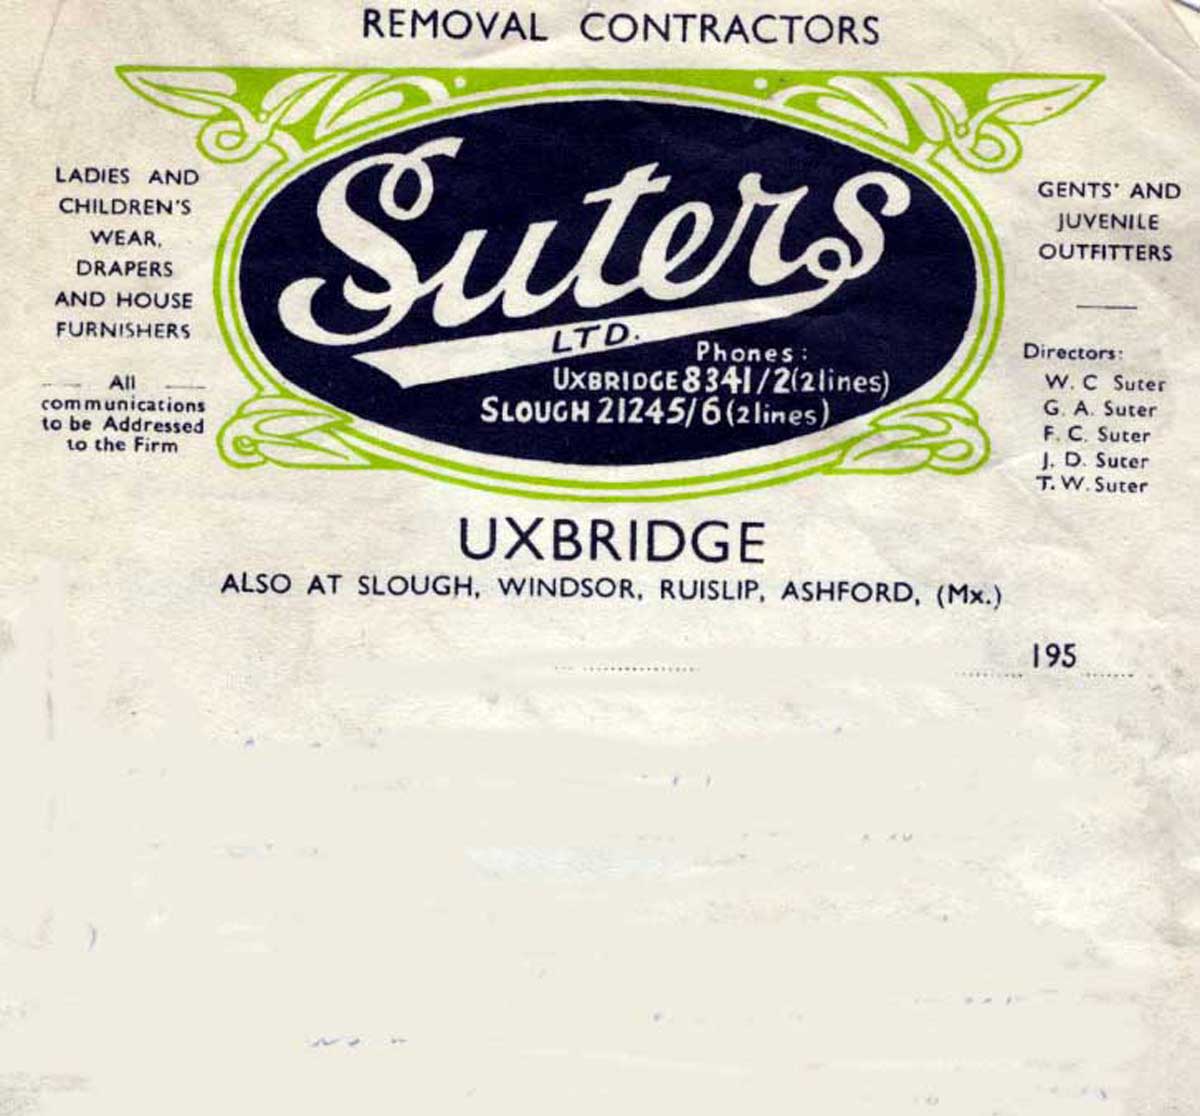 REMOVAL CONTRACTORS
LADIES AND
CHILDREN'S
WEAR,
DRAPERS
AND HOUSE
FURNISHERS
All
communications
to be Addressed
to the Firm
Suters
LTD.
Phones:
UXBRIDGE 8341/2 (2 lines)
SLOUGH 21245/6 (2 lines)
GENTS' AND
JUVENILE
OUTFITTERS
Directors:
W. C Suter
G. A. Suter
F. C. Suter
J. D. Suter
T. W. Suter
UXBRIDGE
ALSO AT SLOUGH, WINDSOR, RUISLIP, ASHFORD, (Mx.)
195